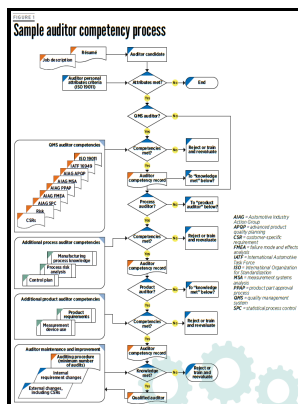 FIGURE 1
Sample auditor competency process
Résumé
Job description
Auditor candidate
Auditor personal
attributes criteria
(ISO 19011)
Attributes met?
No
End
Yes
QMS auditor?
No
Yes
QMS auditor competencies
ISO 19011
IATF 16949
AIAG APQP
AIAG MSA
AIAG PPAP
AIAG FMEA
AIAG SPC
FSA
CSRs
Competencies
met?
No
Reject or train
and reevaluate
Yes
Auditor
competency record
To "knowledge
met" below
Process
auditor?
No
To "product
auditor" below?
Yes
Additional process auditor competencies
Manufacturing
process knowledge
Process risk
analysis
Control plan
Competencies
met?
No
Reject or train
and reevaluate
Yes
Auditor
competency record
Product
auditor?
No
To "knowledge
met" below
Yes
Additional product auditor competencies
Product
requirements
Measurement
device use
Competencies
met?
No
Reject or train
and reevaluate
Yes
Auditor
competency record
Auditor maintenance and improvement
Auditing procedure
(minimum number
of audits)
Internal
requirement changes
External changes,
including CSRs
Knowledge
met?
No
Reject or
train and
reevaluate
Yes
Qualified auditor
AIAG = Automotive Industry
Action Group
APQP = advanced product
quality planning
CSR = customer-specific
requirement
FMEA = failure mode and effects
analysis
IATF = International Automotive
Task Force
ISO = International Organization
for Standardization
MSA = measurement systems
analysis
PPAP = production part approval
process
QMS = quality management
system
SPC = statistical process control